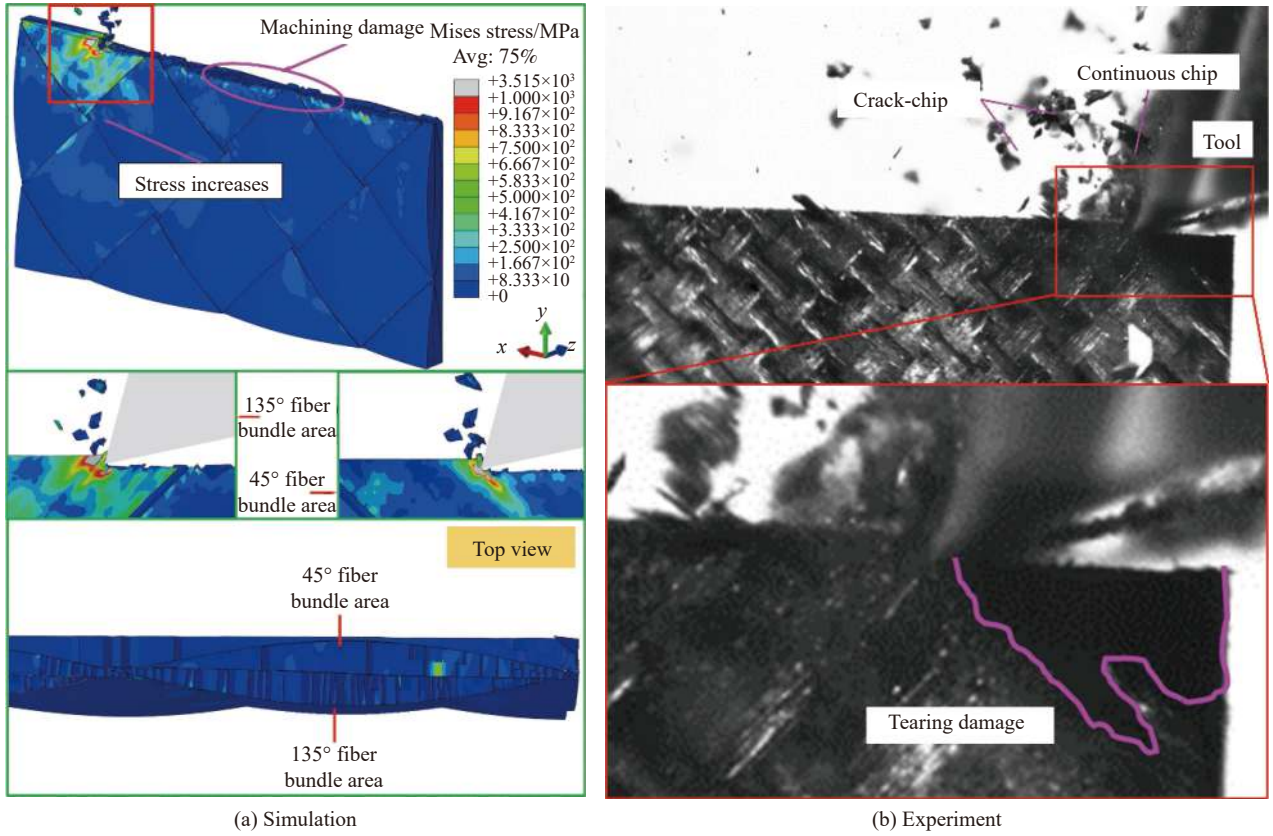 Machining damage
Mises stress/MPa
Avg: 75%
+3.515×10³
+1.000×10³
+9.167×10²
+8.333×10²
+7.500×10²
+6.667×10²
+5.833×10²
+5.000×10²
+4.167×10²
+3.333×10²
+2.500×10²
+1.667×10²
+8.333×10
+0
Stress increases
y
x
z
135° fiber
bundle area
45° fiber
bundle area
Top view
45° fiber
bundle area
135° fiber
bundle area
(a) Simulation
Continuous chip
Crack-chip
Tool
Tearing damage
(b) Experiment